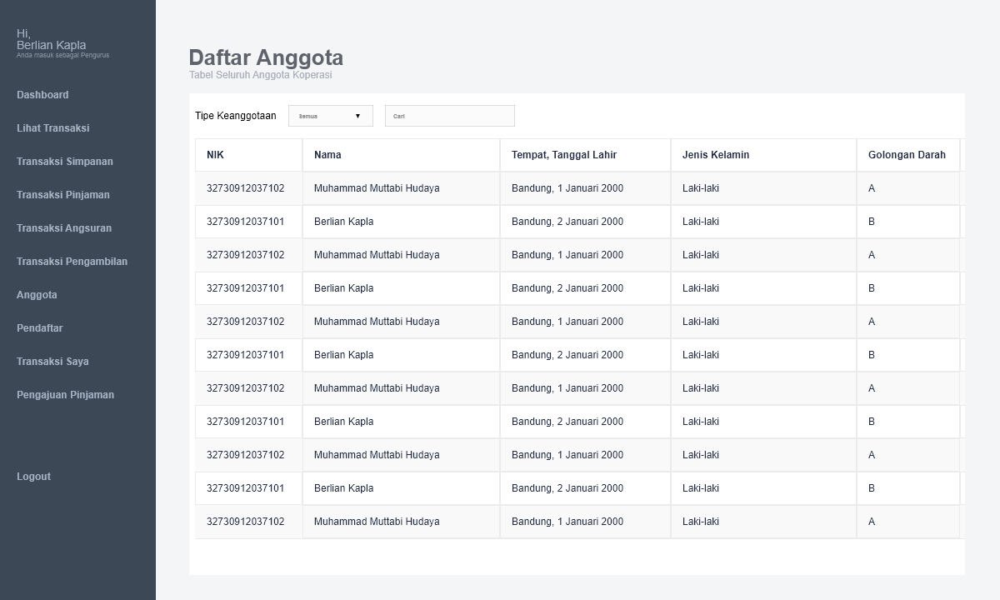 Hi,
Berlian Kapla
Anda masuk sebagai Pengurus
Dashboard
Lihat Transaksi
Transaksi Simpanan
Transaksi Pinjaman
Transaksi Angsuran
Transaksi Pengambilan
Anggota
Pendaftar
Transaksi Saya
Pengajuan Pinjaman
Logout
Daftar Anggota
Tabel Seluruh Anggota Koperasi
Tipe Keanggotaan Semua ▼ Cari
NIK Nama Tempat, Tanggal Lahir Jenis Kelamin Golongan Darah
32730912037102 Muhammad Muttabi Hudaya Bandung, 1 Januari 2000 Laki-laki A
32730912037101 Berlian Kapla Bandung, 2 Januari 2000 Laki-laki B
32730912037102 Muhammad Muttabi Hudaya Bandung, 1 Januari 2000 Laki-laki A
32730912037101 Berlian Kapla Bandung, 2 Januari 2000 Laki-laki B
32730912037102 Muhammad Muttabi Hudaya Bandung, 1 Januari 2000 Laki-laki A
32730912037101 Berlian Kapla Bandung, 2 Januari 2000 Laki-laki B
32730912037102 Muhammad Muttabi Hudaya Bandung, 1 Januari 2000 Laki-laki A
32730912037101 Berlian Kapla Bandung, 2 Januari 2000 Laki-laki B
32730912037102 Muhammad Muttabi Hudaya Bandung, 1 Januari 2000 Laki-laki A
32730912037101 Berlian Kapla Bandung, 2 Januari 2000 Laki-laki B
32730912037102 Muhammad Muttabi Hudaya Bandung, 1 Januari 2000 Laki-laki A